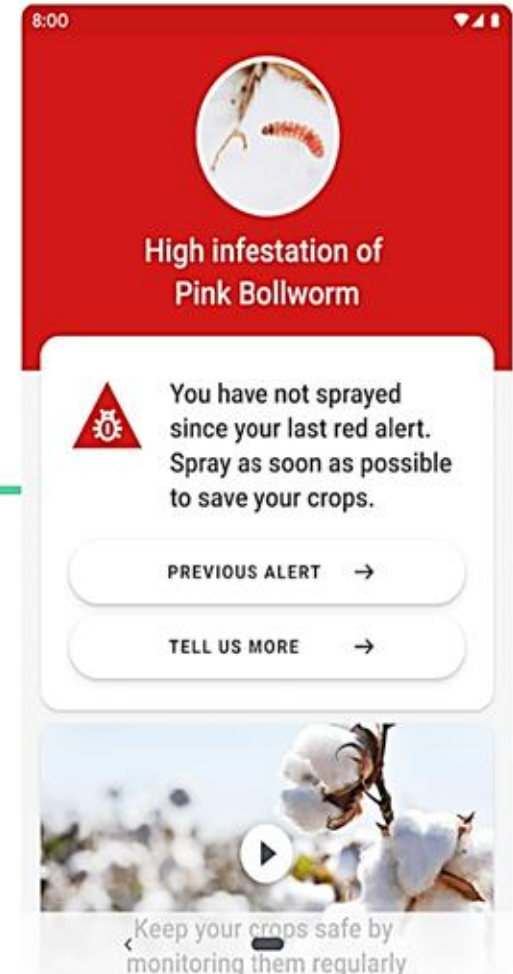 8:00
High infestation of
Pink Bollworm
You have not sprayed
since your last red alert.
Spray as soon as possible
to save your crops.
PREVIOUS ALERT →
TELL US MORE →
Keep your crops safe by
monitoring them regularly